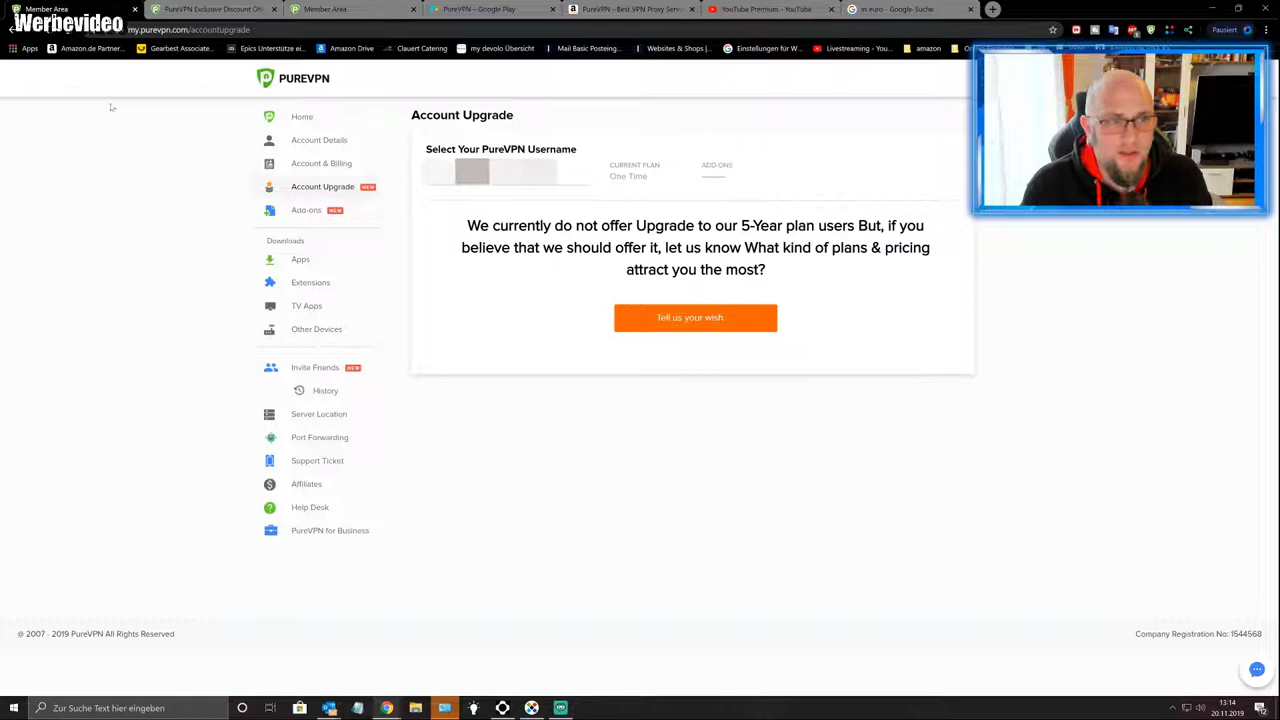 Member Area
PureVPN Exclusive Discount Of
Member Area
PureVPN – Google Play
PureVPN - Best VPN Proxy Serve
YouTube Premium - YouTube
in euro - Google-Suche
Werbevideo
my.purevpn.com/accountupgrade
Pausiert
Apps
Amazon.de Partner...
Gearbest Associate...
Epics Unterstütze ei...
Amazon Drive
Clauert Catering
my devolo Übersicht
Mail Basic Posteing...
Websites & Shops |...
Einstellungen für W...
Livestreaming - You...
amazon
PUREVPN
Home
Account Details
Account & Billing
Account Upgrade NEW
Add-ons NEW
Downloads
Apps
Extensions
TV Apps
Other Devices
Invite Friends NEW
History
Server Location
Port Forwarding
Support Ticket
Affiliates
Help Desk
PureVPN for Business
Account Upgrade
Select Your PureVPN Username
CURRENT PLAN
One Time
ADD-ONS
We currently do not offer Upgrade to our 5-Year plan users But, if you
believe that we should offer it, let us know What kind of plans & pricing
attract you the most?
Tell us your wish
© 2007 - 2019 PureVPN All Rights Reserved
Company Registration No: 1544568
Zur Suche Text hier eingeben
13:14
20.11.2019
12